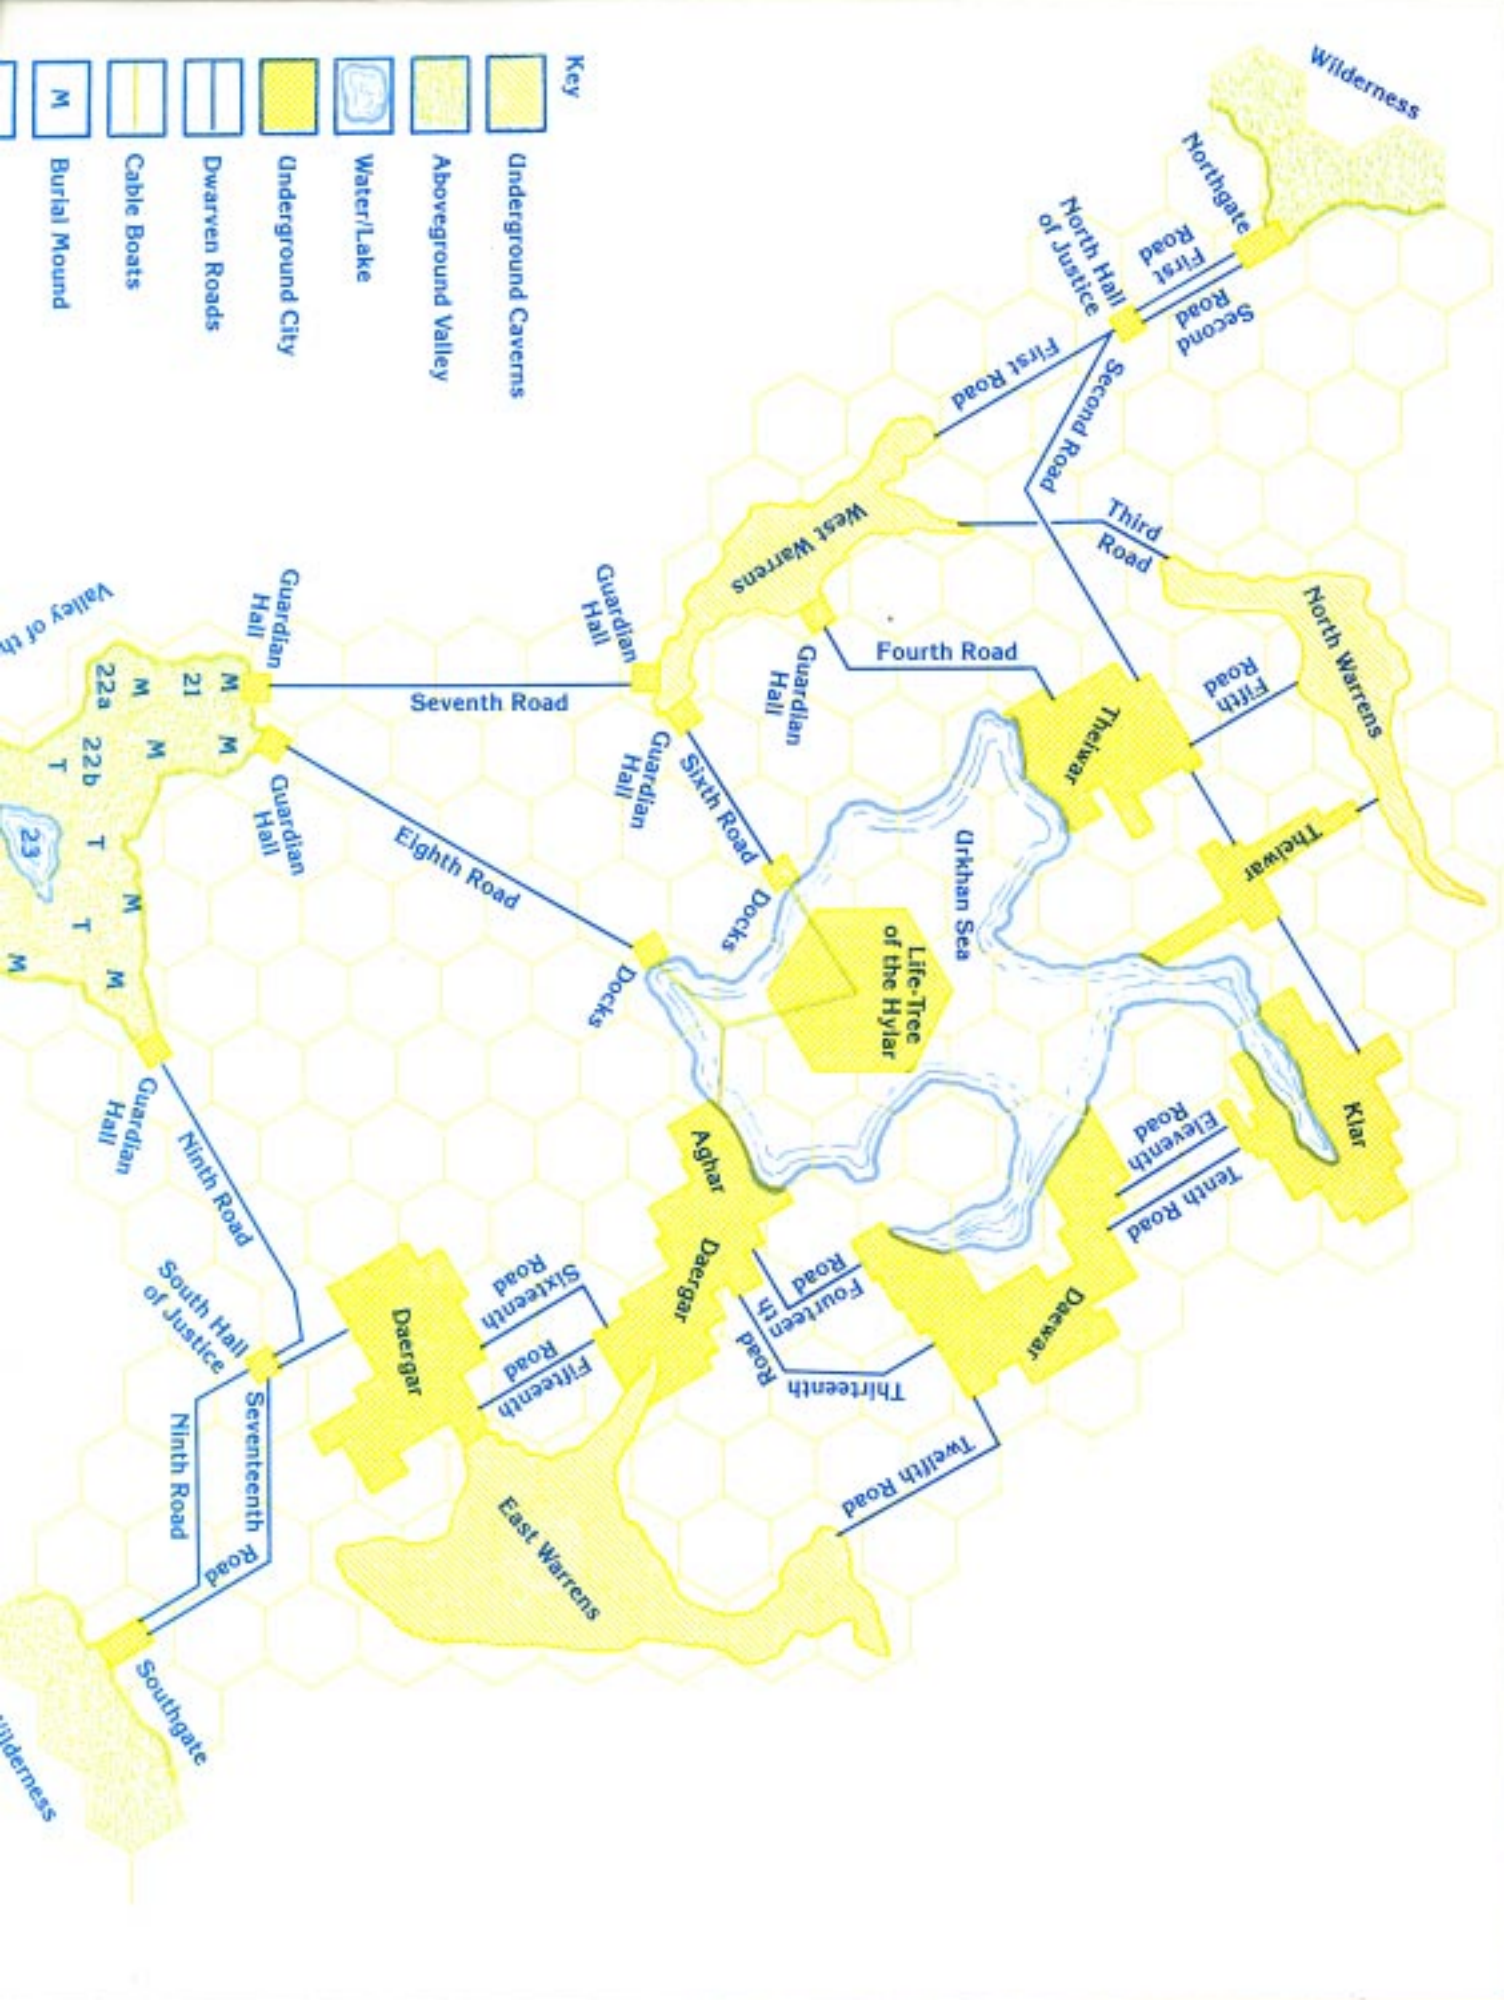 Key
Underground Caverns
Aboveground Valley
Water/Lake
Underground City
Dwarven Roads
Cable Boats
M
Burial Mound
Wilderness
Northgate
First
Road
Second
Road
North Hall
of Justice
First Road
Second Road
Third
Road
West Warrens
North Warrens
Guardian
Hall
Fourth Road
Fifth
Road
Theiwar
Theiwar
Guardian
Hall
Guardian
Hall
Sixth Road
Docks
Seventh Road
Guardian
Hall
Guardian
Hall
Eighth Road
Docks
Urkhan Sea
Life-Tree
of the Hylar
Klar
Eleventh
Road
Tenth Road
Daewar
Aghar
Daergar
Fourteenth
Road
Thirteenth
Road
Twelfth Road
Sixteenth
Road
Fifteenth
Road
Daergar
East Warrens
Valley of th
M
21
M
22a
M
M
22b
T
23
T
M
T
M
M
Guardian
Hall
Ninth Road
South Hall
of Justice
Seventeenth
Road
Ninth Road
Southgate
ilderness